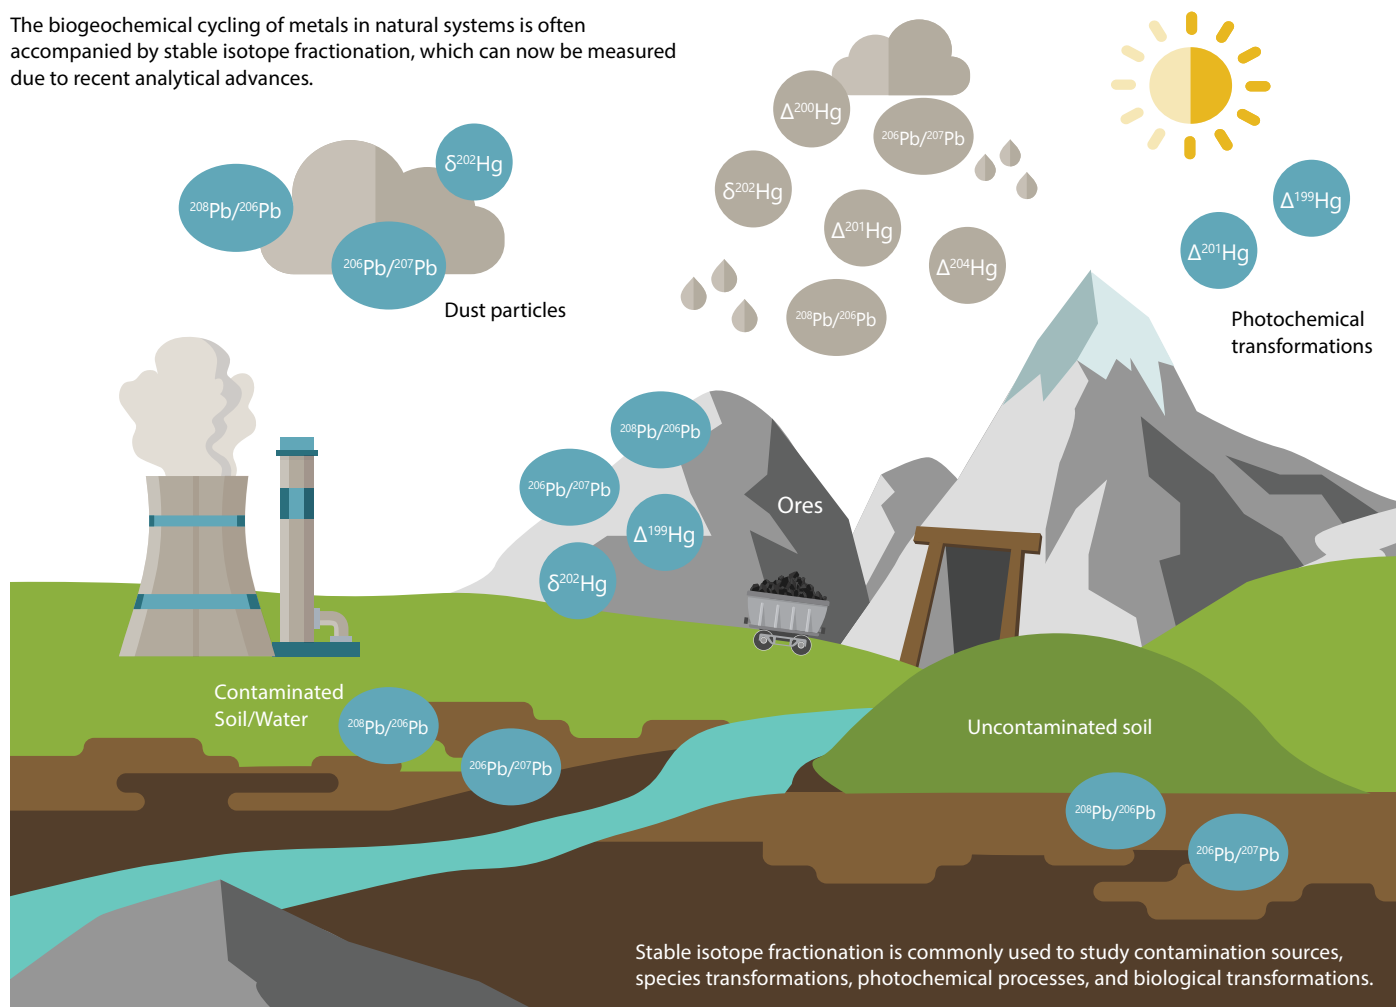 The biogeochemical cycling of metals in natural systems is often
accompanied by stable isotope fractionation, which can now be measured
due to recent analytical advances.
Δ²⁰⁰Hg
²⁰⁶Pb/²⁰⁷Pb
δ²⁰²Hg
Δ²⁰¹Hg
Δ²⁰⁴Hg
²⁰⁸Pb/²⁰⁶Pb
δ²⁰²Hg
²⁰⁸Pb/²⁰⁶Pb
²⁰⁶Pb/²⁰⁷Pb
Dust particles
Δ¹⁹⁹Hg
Δ²⁰¹Hg
Photochemical
transformations
²⁰⁸Pb/²⁰⁶Pb
²⁰⁶Pb/²⁰⁷Pb
Δ¹⁹⁹Hg
δ²⁰²Hg
Ores
Contaminated
Soil/Water
²⁰⁸Pb/²⁰⁶Pb
²⁰⁶Pb/²⁰⁷Pb
Uncontaminated soil
²⁰⁸Pb/²⁰⁶Pb
²⁰⁶Pb/²⁰⁷Pb
Stable isotope fractionation is commonly used to study contamination sources,
species transformations, photochemical processes, and biological transformations.